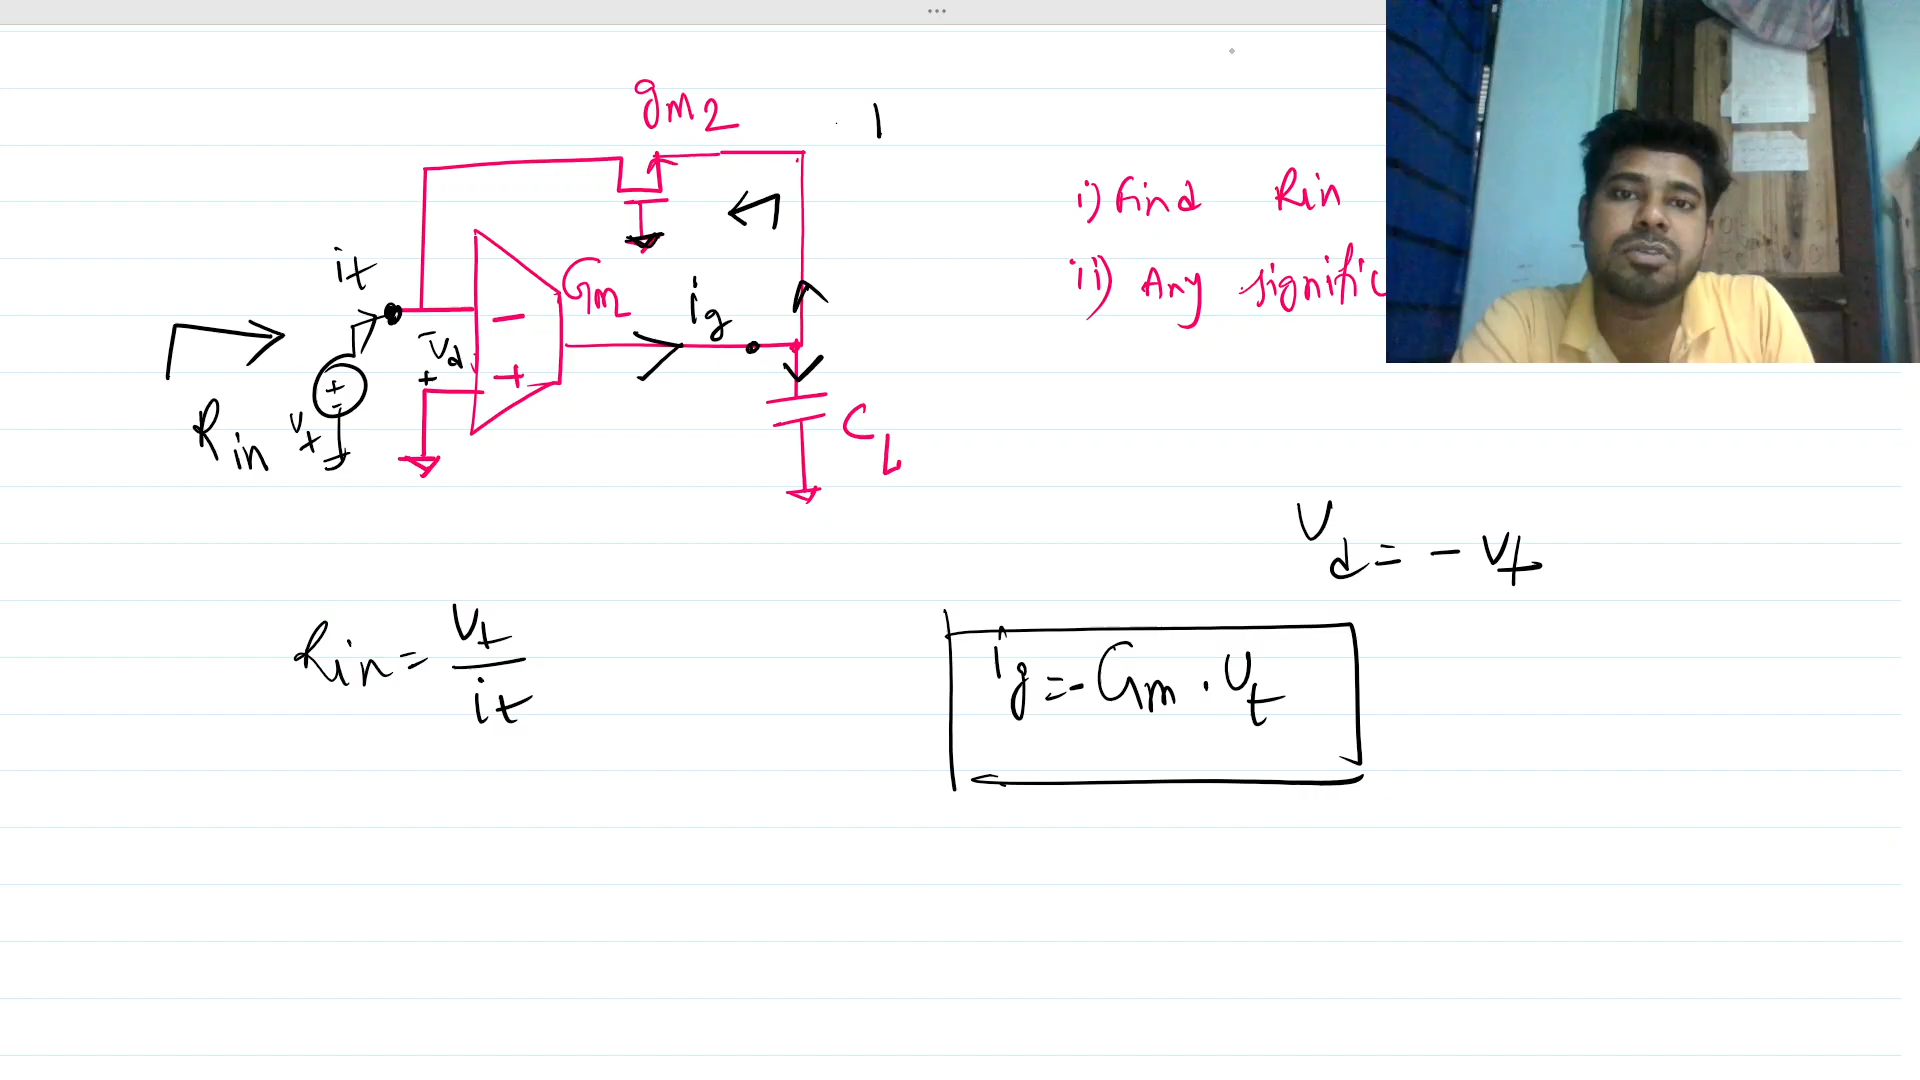 gm2
i) Find Rin
ii) Any signific
it
Gm
ig
- + vd
- +
+ - vt
Rin
CL
Vd = - vt
Rin = vt / it
ig = - Gm . vt